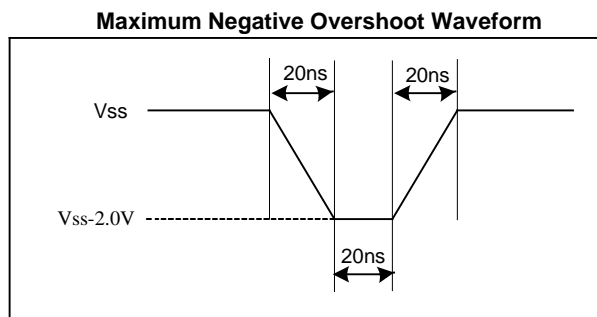 Maximum Negative Overshoot Waveform
20ns 20ns
Vss
Vss-2.0V
20ns